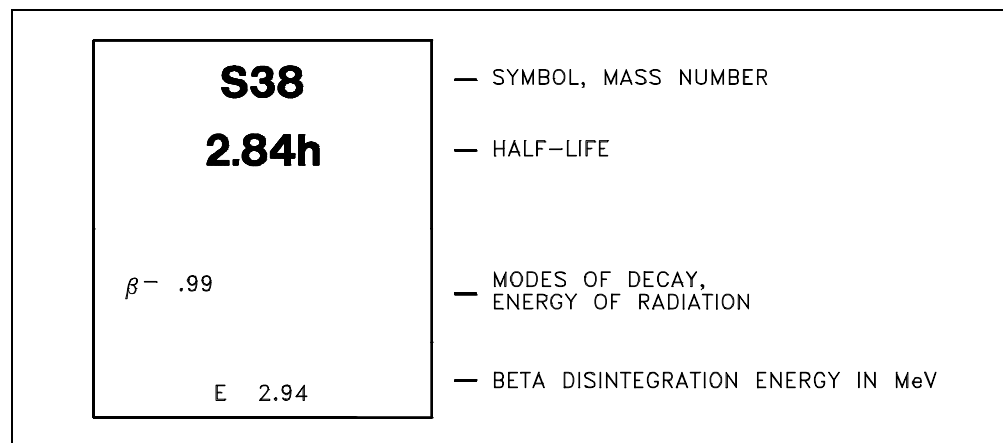 S38
— SYMBOL, MASS NUMBER
2.84h
— HALF-LIFE
β- .99
— MODES OF DECAY,
ENERGY OF RADIATION
E 2.94
— BETA DISINTEGRATION ENERGY IN MeV